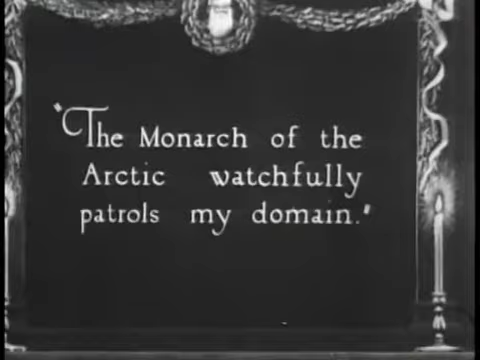 "The Monarch of the
Arctic watchfully
patrols my domain."